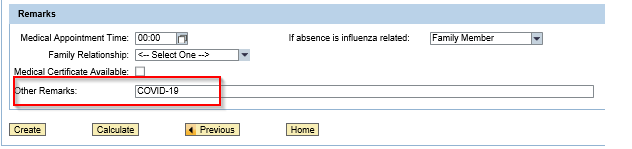 Remarks
Medical Appointment Time: 00:00 If absence is influenza related: Family Member
Family Relationship: <-- Select One -->
Medical Certificate Available:
Other Remarks: COVID-19
Create Calculate Previous Home